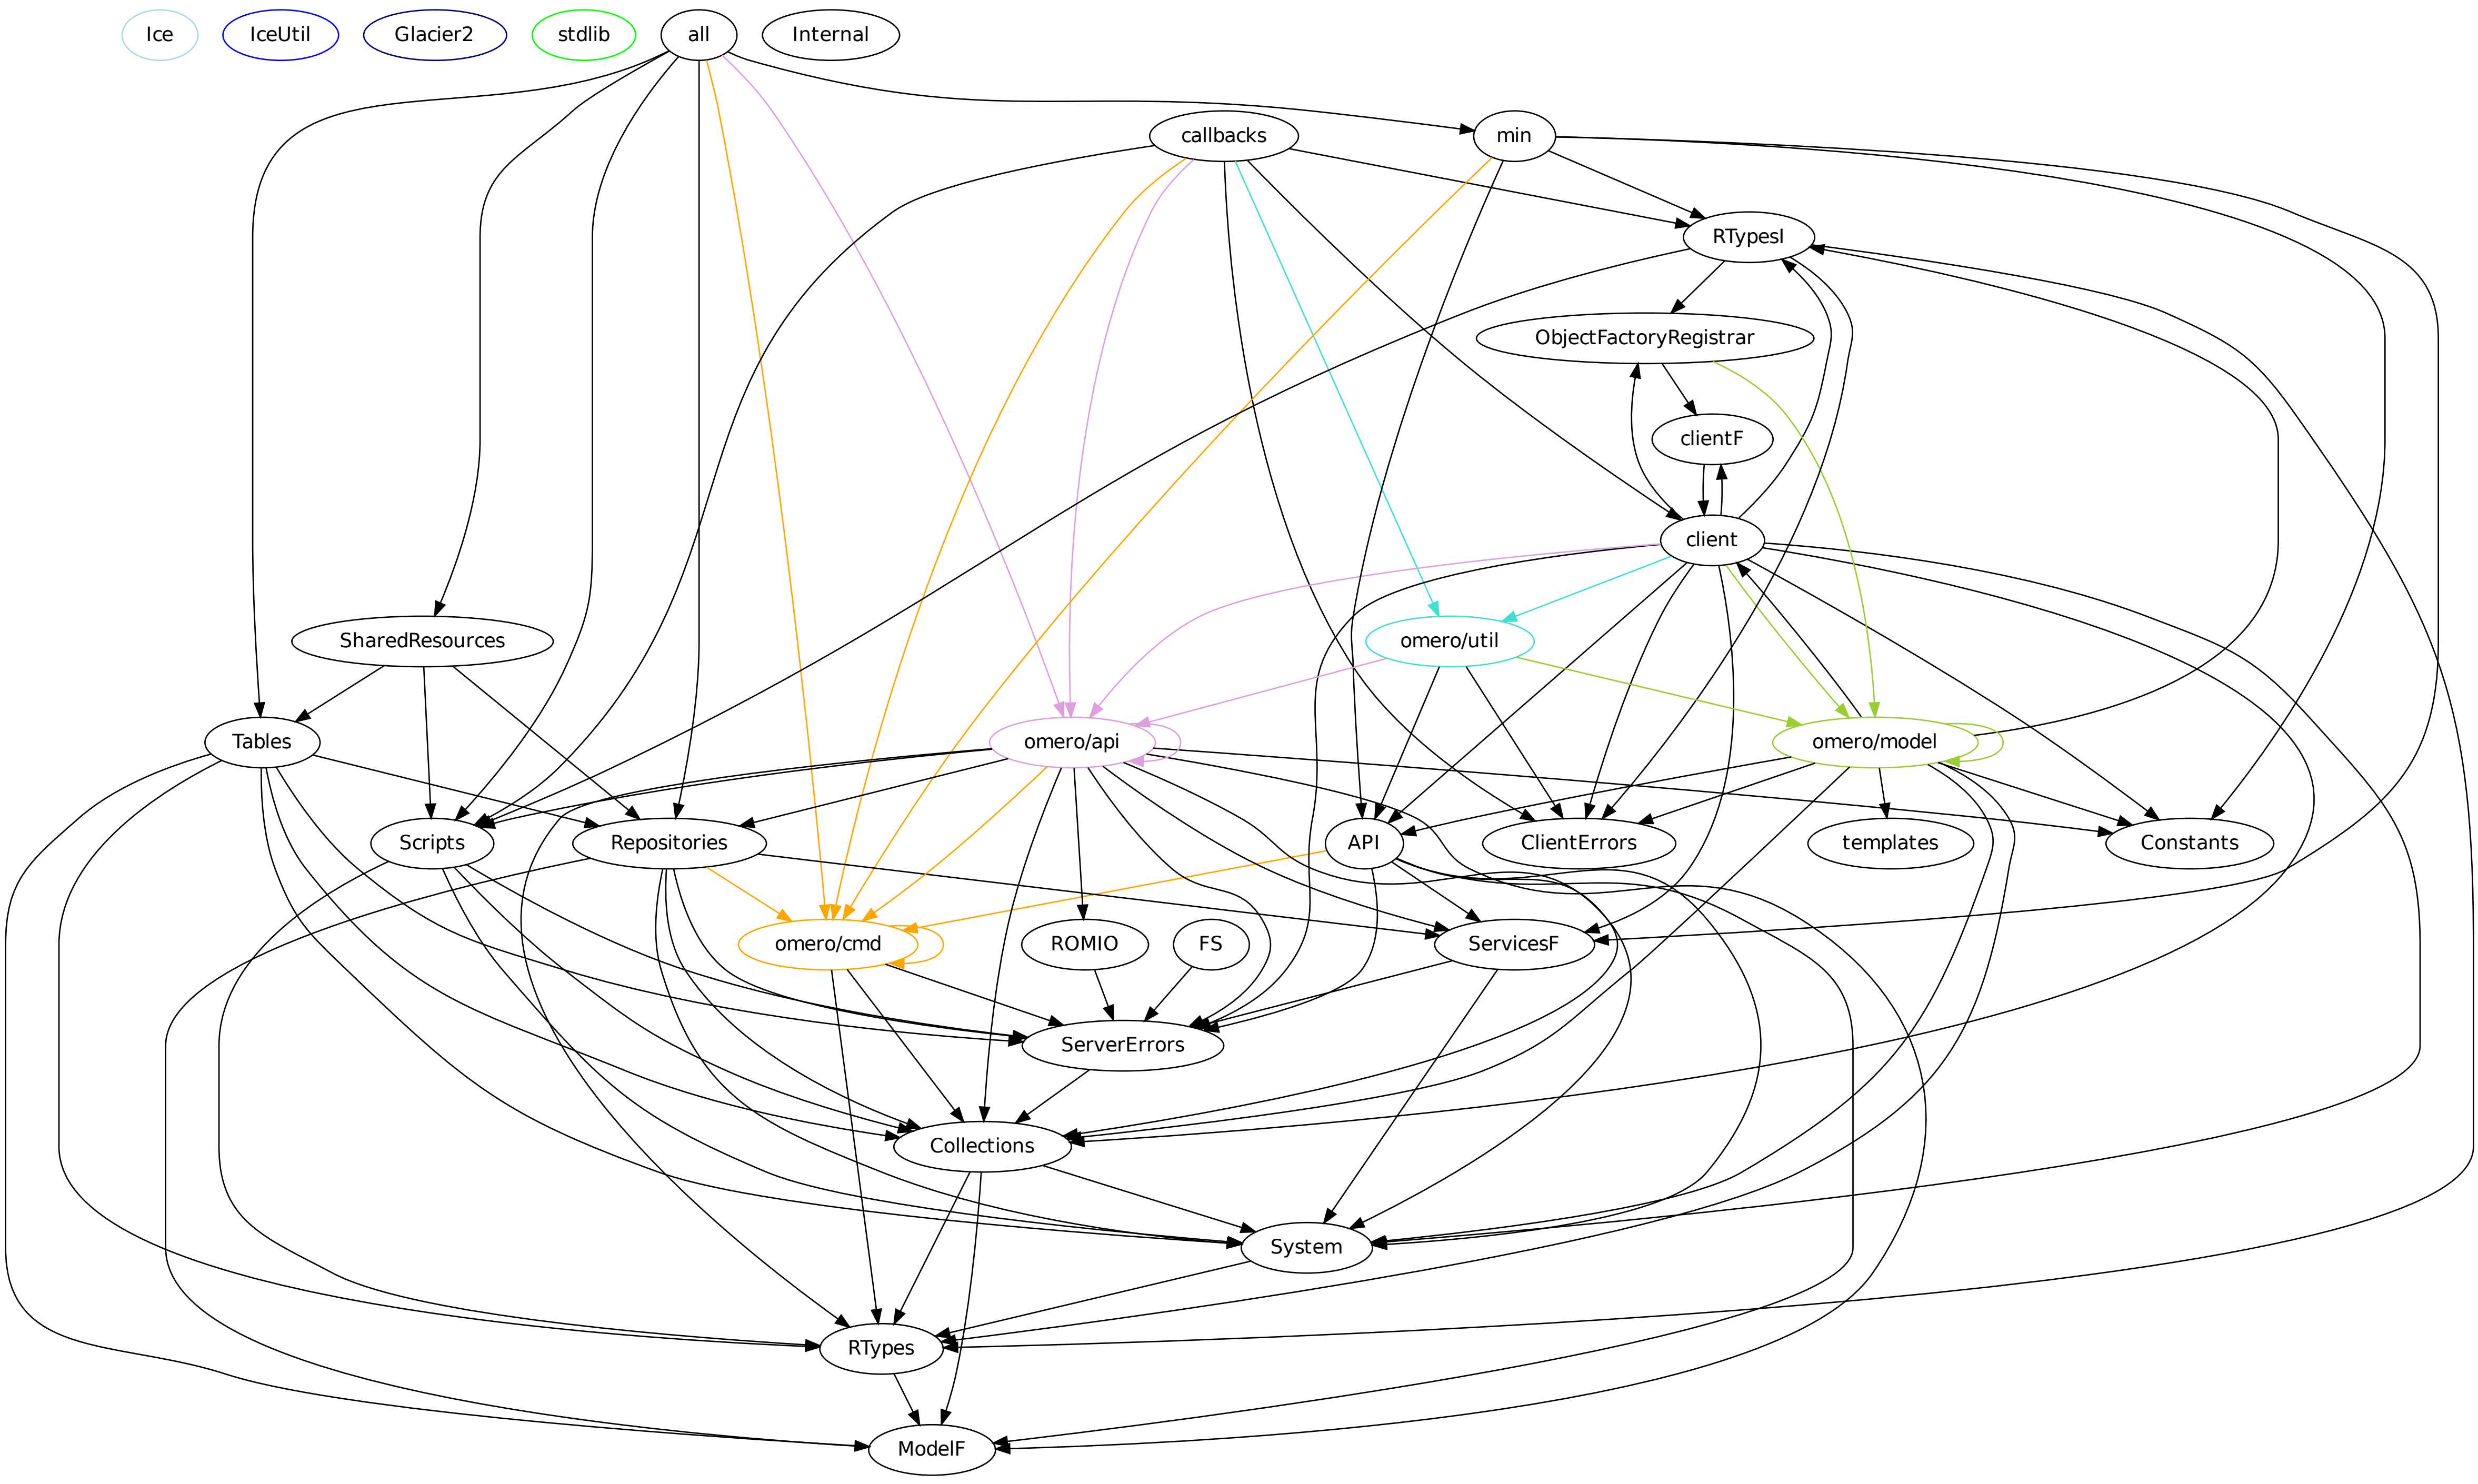 Ice
IceUtil
Glacier2
stdlib
all
Internal
callbacks
min
RTypesI
ObjectFactoryRegistrar
clientF
client
SharedResources
omero/util
Tables
omero/api
omero/model
Scripts
Repositories
API
ClientErrors
templates
Constants
omero/cmd
ROMIO
FS
ServicesF
ServerErrors
Collections
System
RTypes
ModelF